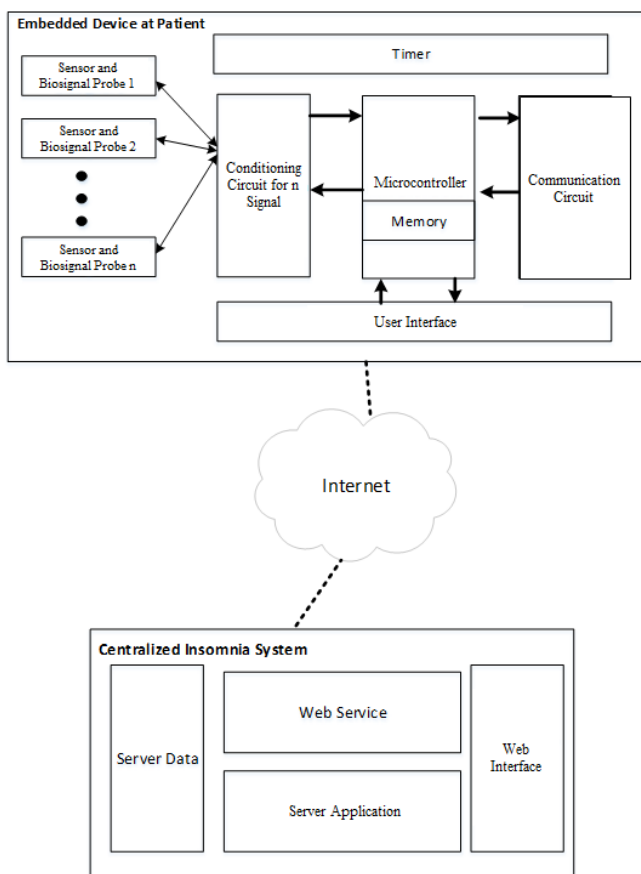 Embedded Device at Patient
Timer
Sensor and
Biosignal Probe 1
Sensor and
Biosignal Probe 2
Sensor and
Biosignal Probe n
Conditioning
Circuit for n
Signal
Microcontroller
Memory
Communication
Circuit
User Interface
Internet
Centralized Insomnia System
Server Data
Web Service
Server Application
Web
Interface